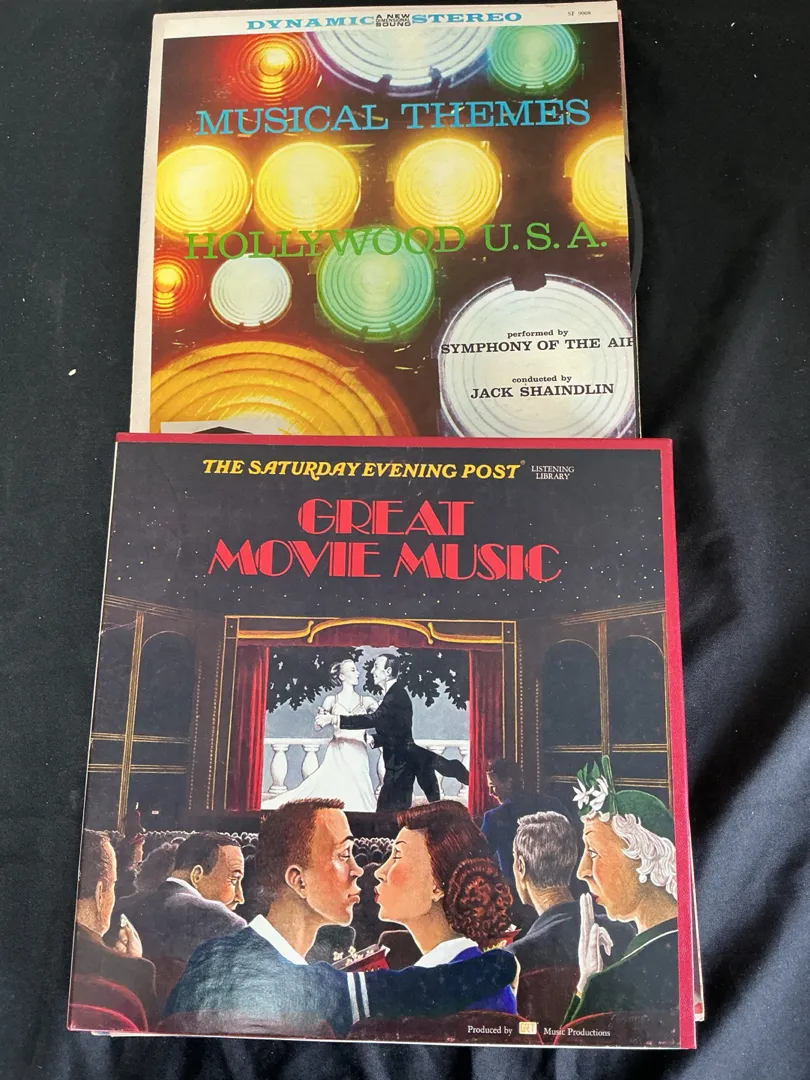 DYNAMIC A NEW DIMENSIONAL SOUND STEREO
ST 9008
MUSICAL THEMES
HOLLYWOOD U.S.A.
performed by
SYMPHONY OF THE AIR
conducted by
JACK SHAINDLIN
THE SATURDAY EVENING POST® LISTENING LIBRARY
GREAT
MOVIE MUSIC
Produced by
Music Productions